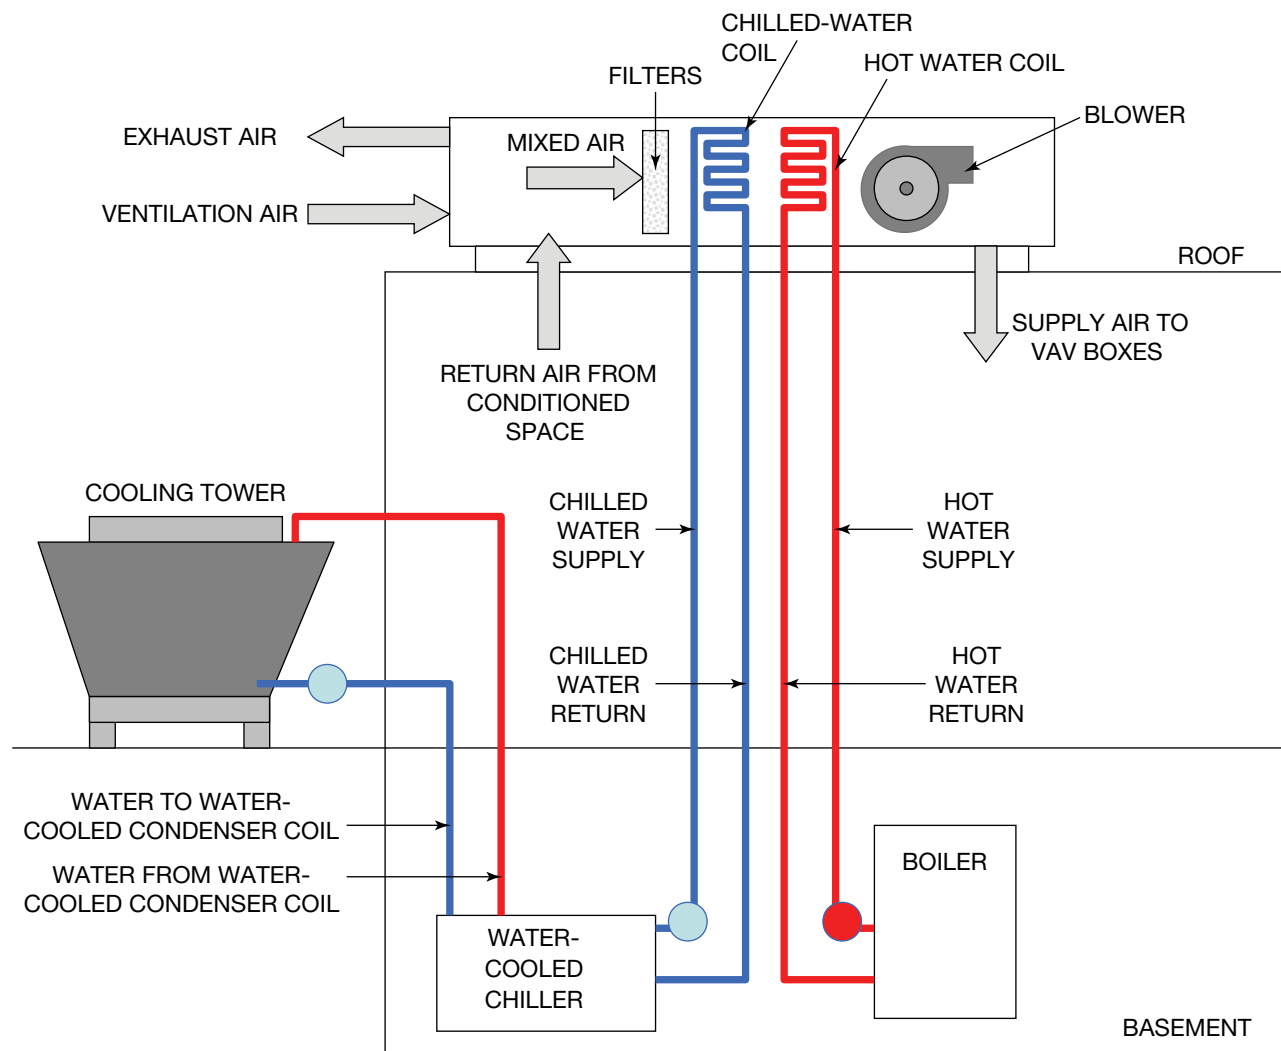 CHILLED-WATER
COIL
HOT WATER COIL
FILTERS
BLOWER
EXHAUST AIR
MIXED AIR
VENTILATION AIR
ROOF
SUPPLY AIR TO
VAV BOXES
RETURN AIR FROM
CONDITIONED
SPACE
COOLING TOWER
CHILLED
WATER
SUPPLY
HOT
WATER
SUPPLY
CHILLED
WATER
RETURN
HOT
WATER
RETURN
WATER TO WATER-
COOLED CONDENSER COIL
WATER FROM WATER-
COOLED CONDENSER COIL
BOILER
WATER-
COOLED
CHILLER
BASEMENT